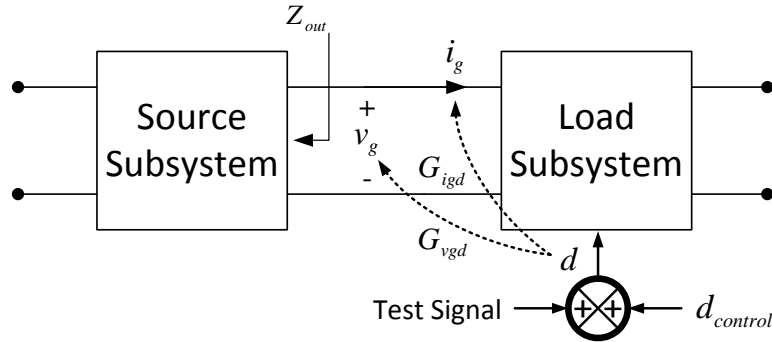 Z_out
i_g
Source
Subsystem
+
v_g
-
Load
Subsystem
G_igd
G_vgd
d
Test Signal
+ +
d_control